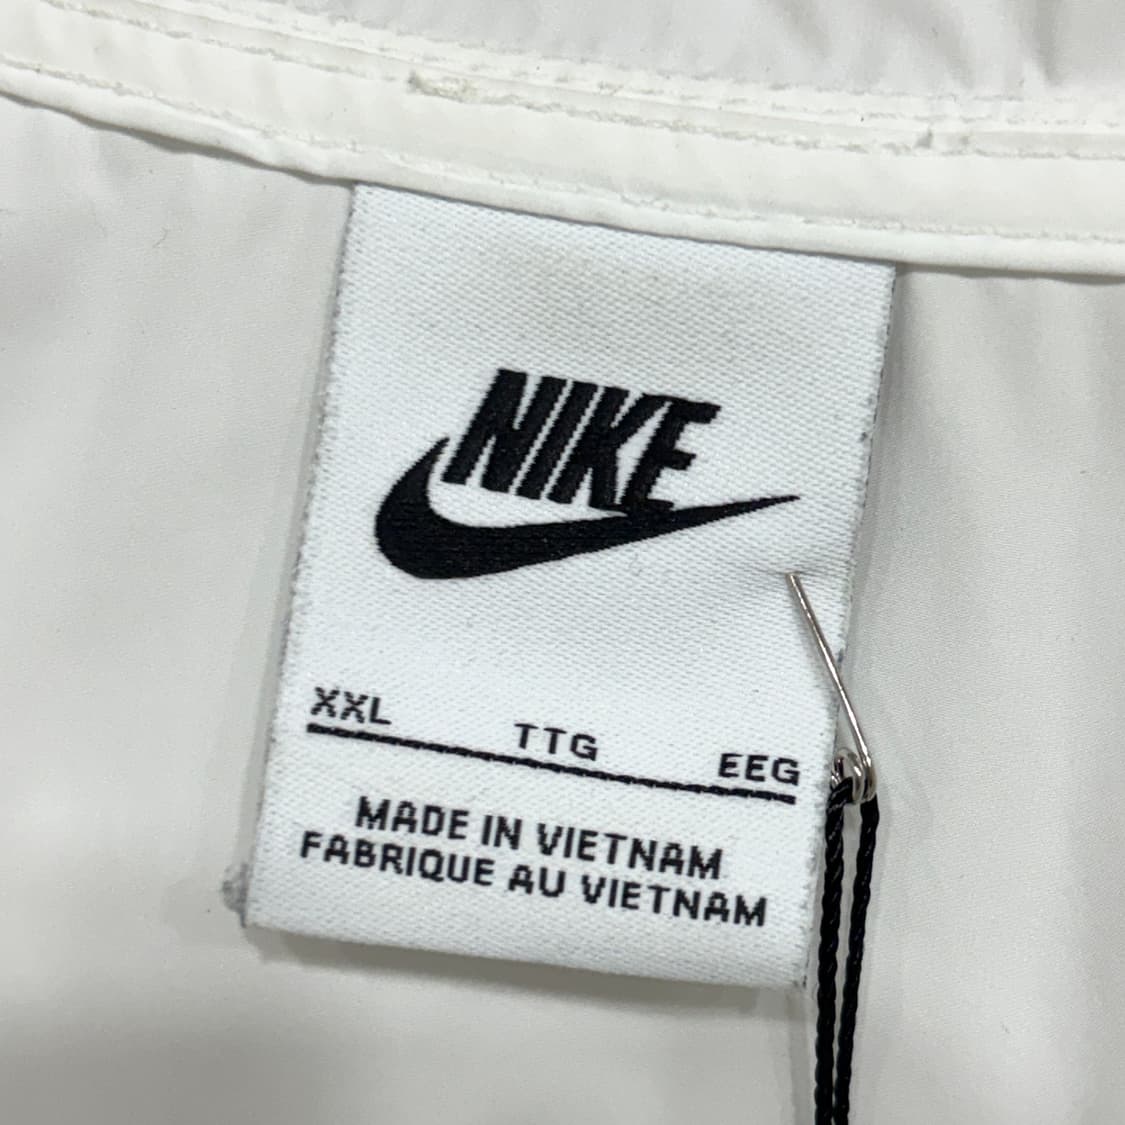 NIKE
XXL TTG EEG
MADE IN VIETNAM
FABRIQUE AU VIETNAM